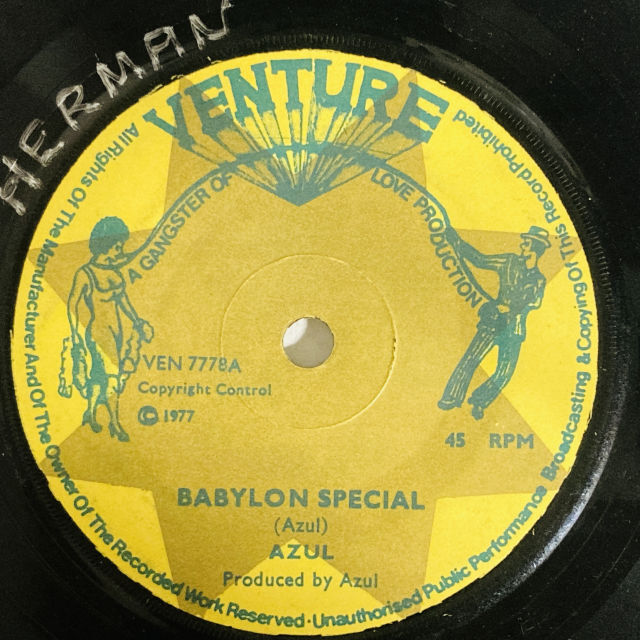 HERMAN
VENTURE
A GANGSTER OF LOVE PRODUCTION
VEN 7778A
Copyright Control
© 1977
45 RPM
BABYLON SPECIAL
(Azul)
AZUL
Produced by Azul
All Rights Of The Manufacturer And Of The Owner Of The Recorded Work Reserved · Unauthorised Public Performance Broadcasting & Copying Of This Record Prohibited